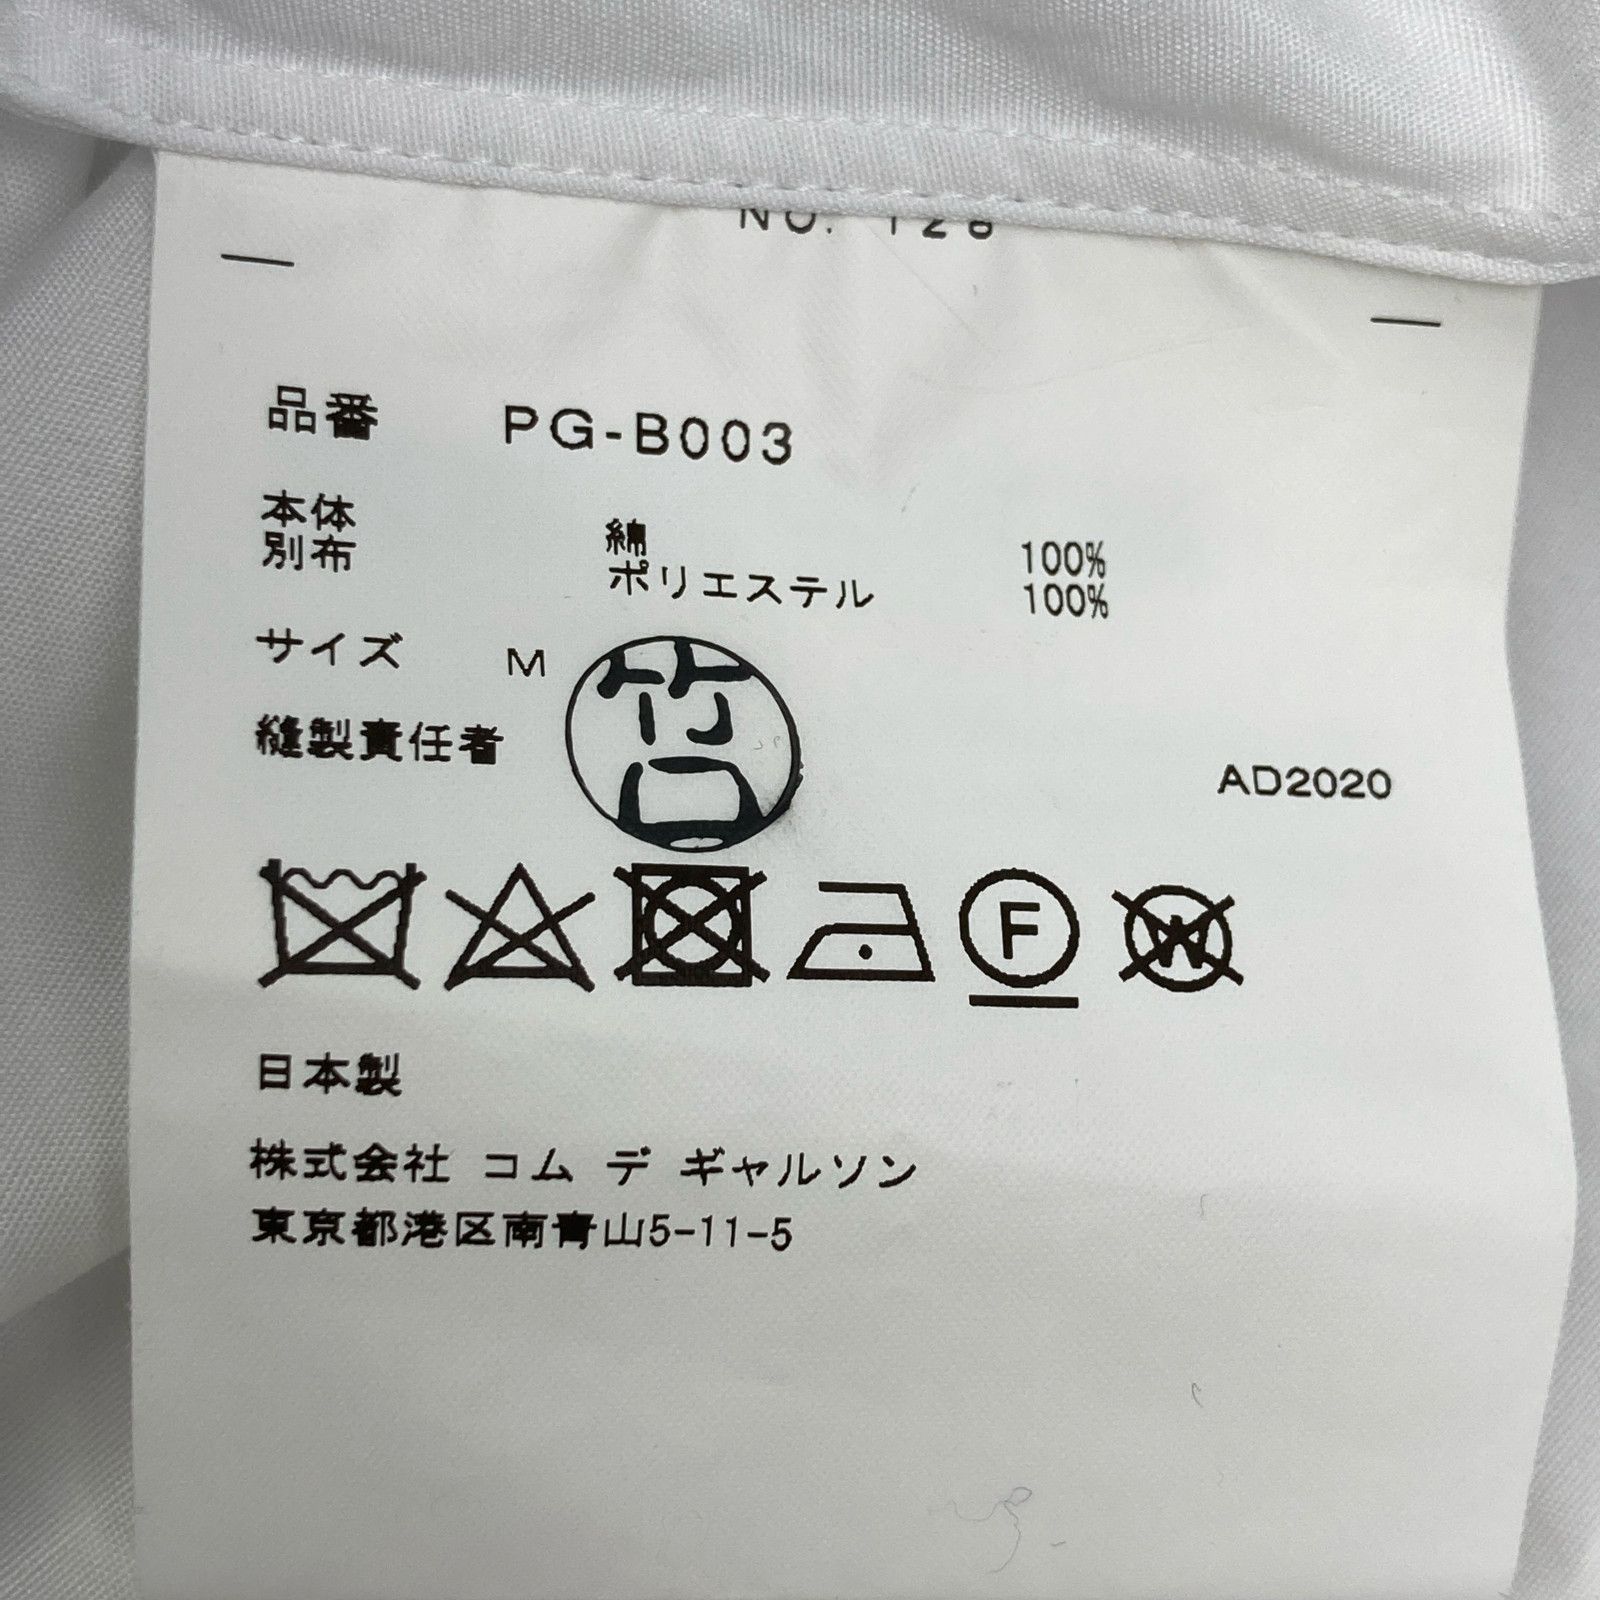 NO. 126
品番 PG-B003
本体 綿 100%
別布 ポリエステル 100%
サイズ M
縫製責任者
AD2020
F
W
日本製
株式会社 コム デ ギャルソン
東京都港区南青山5-11-5